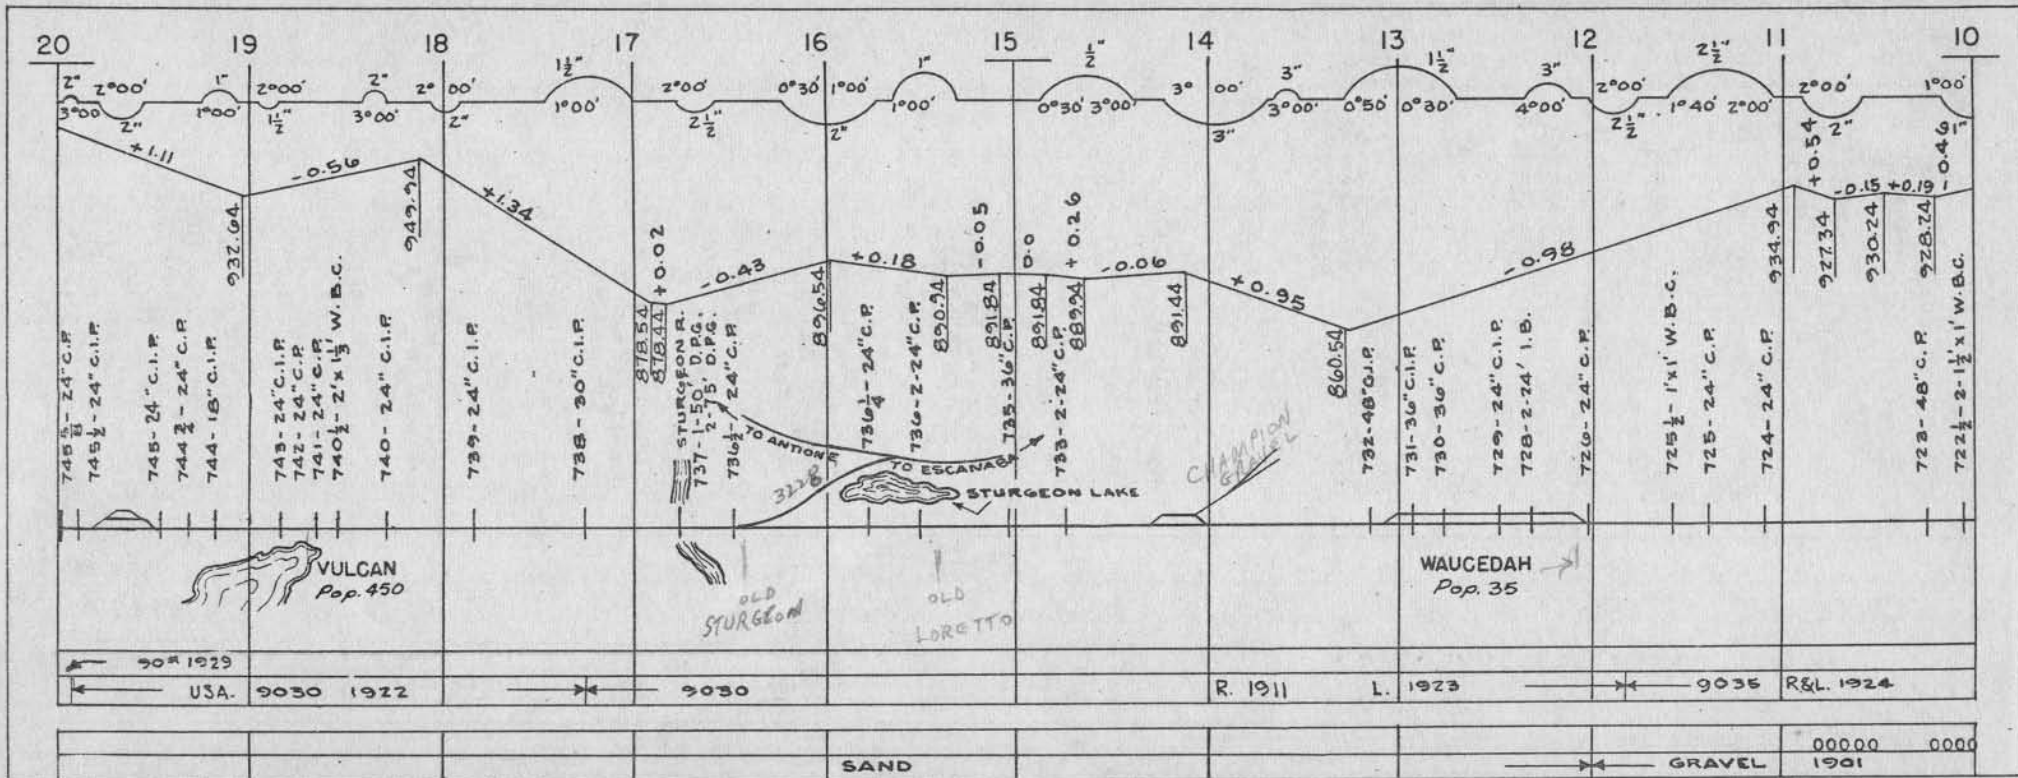 20 19 18 17 16 15 14 13 12 11 10
2" 2°00' 1" 2°00' 2" 2° 00' 1½" 2°00' 0°30' 1°00' 1" ½" 3° 00' 3" 1½" 3" 2°00' 2½" 2°00' 1°00'
3°00 2" 1°00' 1½" 3°00' 2" 1°00' 2½" 2" 1°00' 0°30' 3°00' 3" 3°00' 0°50' 0°30' 4°00' 2½" 1°40' 2°00' 2" 1"
+1.11 -0.56 +1.34 +0.02 -0.43 +0.18 -0.05 0.0 +0.26 -0.06 +0.95 -0.98 +0.54 -0.15 +0.19 -0.46
932.64 949.94 878.54 878.44 896.54 890.94 891.84 891.84 889.94 891.44 860.54 934.94 927.34 930.24 928.24
745⅝-24"C.P.
745½-24"C.I.P.
745-24"C.I.P.
744¾-24"C.P.
744-18"C.I.P.
743-24"C.I.P.
742-24"C.P.
741-24"C.P.
740½-2'x1⅓' W.B.C.
740-24"C.I.P.
739-24"C.I.P.
738-30"C.I.P.
STURGEON R.
737-1-50' D.P.G.
2-75' D.P.G.
736½-24"C.P.
736¼-24"C.P.
736-2-24"C.P.
735-36"C.P.
733-2-24"C.P.
732-48"C.I.P.
731-36"C.I.P.
730-36"C.P.
729-24"C.I.P.
728-2-24' I.B.
726-24"C.P.
725½-1'x1' W.B.C.
725-24"C.P.
724-24"C.P.
723-48"C.P.
722½-2-1½'x1' W.B.C.
TO ANTIONE
TO ESCANABA
3228
STURGEON LAKE
CHAMPION
GRAVEL
VULCAN
Pop. 450
OLD
STURGEON
OLD
LORETTO
WAUCEDAH
Pop. 35
90# 1929
USA. 9030 1922 9030 R. 1911 L. 1923 9035 R&L. 1924
00000 0000
SAND GRAVEL 1901